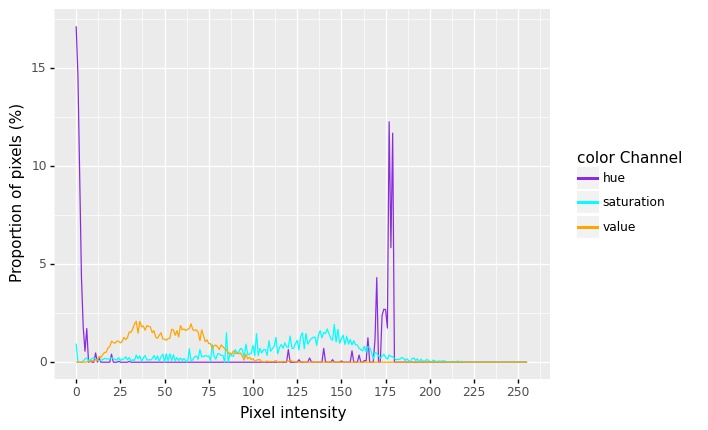 Proportion of pixels (%)
15
10
5
0
0 25 50 75 100 125 150 175 200 225 250
Pixel intensity
color Channel
hue
saturation
value